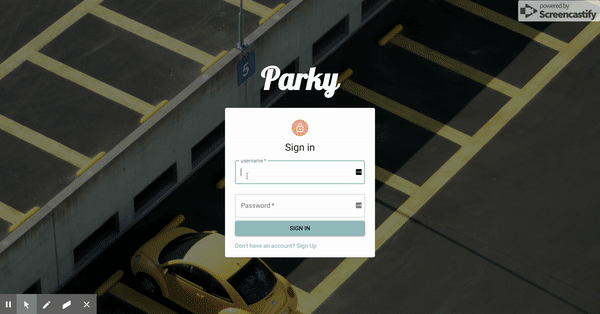 powered by
Screencastify
5
Parky
Sign in
username *
Password *
SIGN IN
Don't have an account? Sign Up